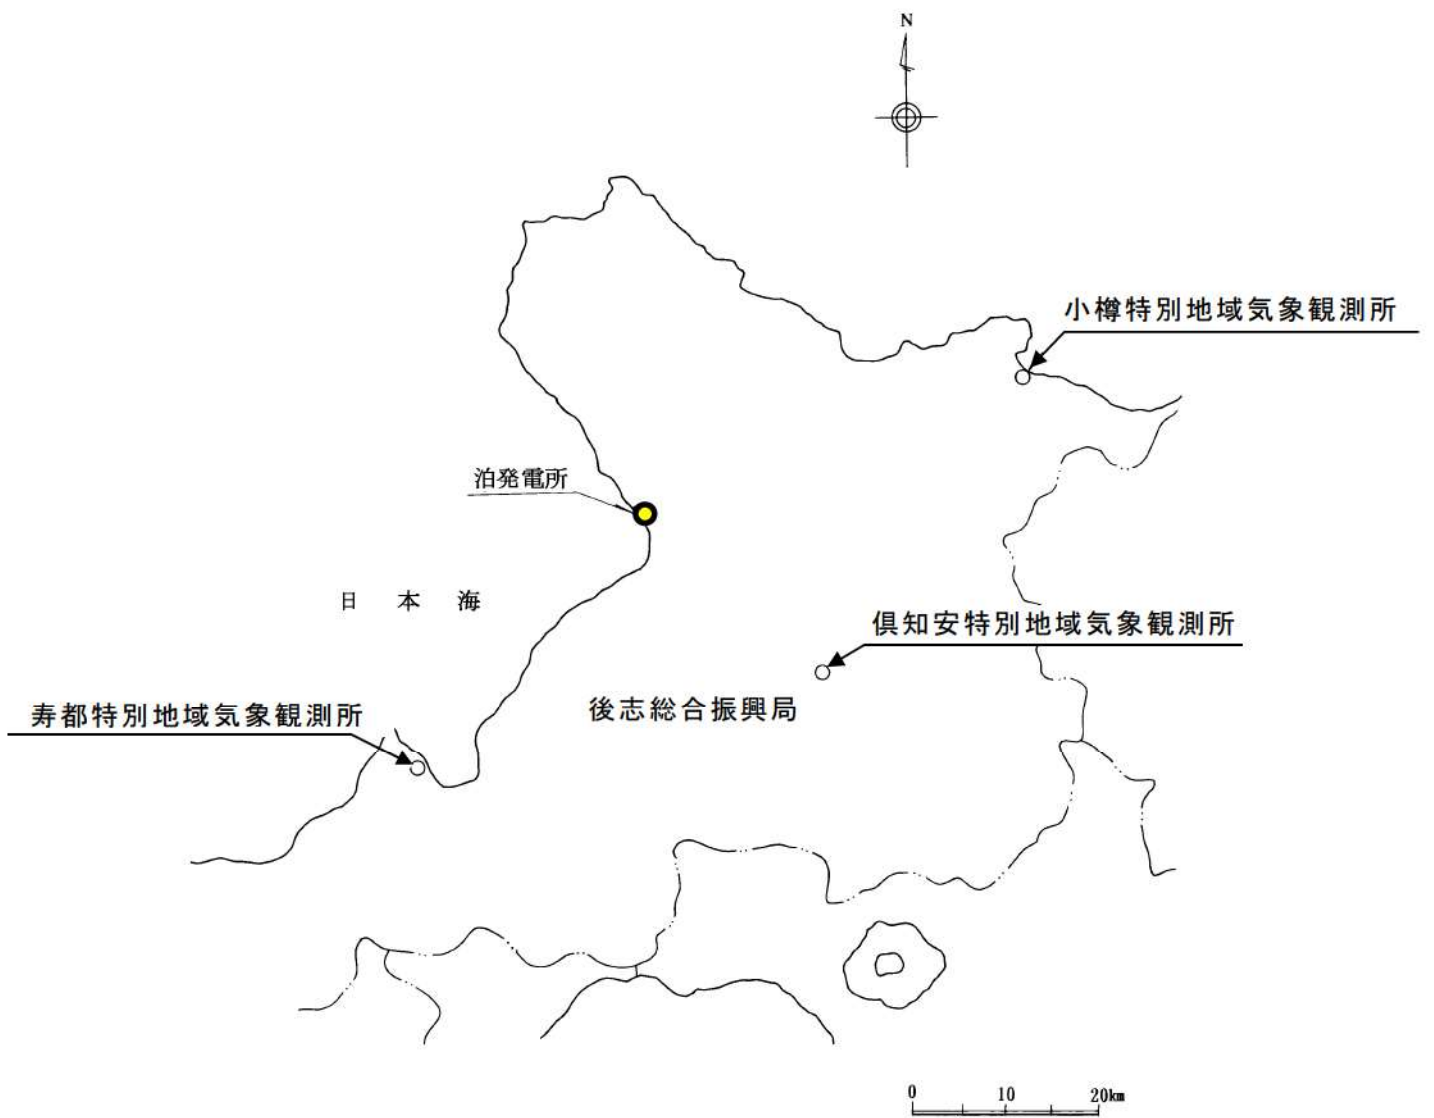 N
小樽特別地域気象観測所
泊発電所
日本海
倶知安特別地域気象観測所
後志総合振興局
寿都特別地域気象観測所
0 10 20km